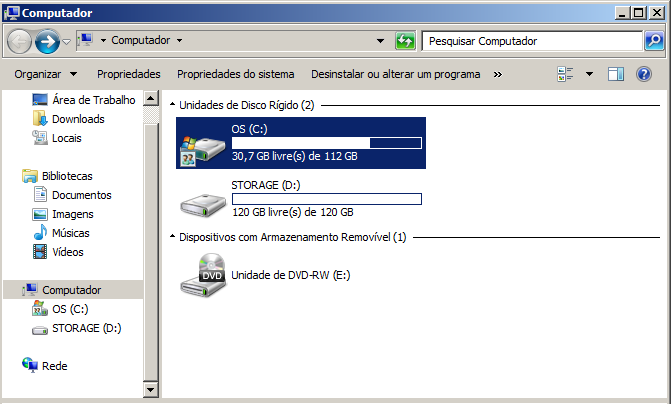 Computador
Computador
Pesquisar Computador
Organizar
Propriedades
Propriedades do sistema
Desinstalar ou alterar um programa
»
Área de Trabalho
Downloads
Locais
Bibliotecas
Documentos
Imagens
Músicas
Vídeos
Computador
OS (C:)
STORAGE (D:)
Rede
Unidades de Disco Rígido (2)
OS (C:)
30,7 GB livre(s) de 112 GB
STORAGE (D:)
120 GB livre(s) de 120 GB
Dispositivos com Armazenamento Removível (1)
DVD
Unidade de DVD-RW (E:)